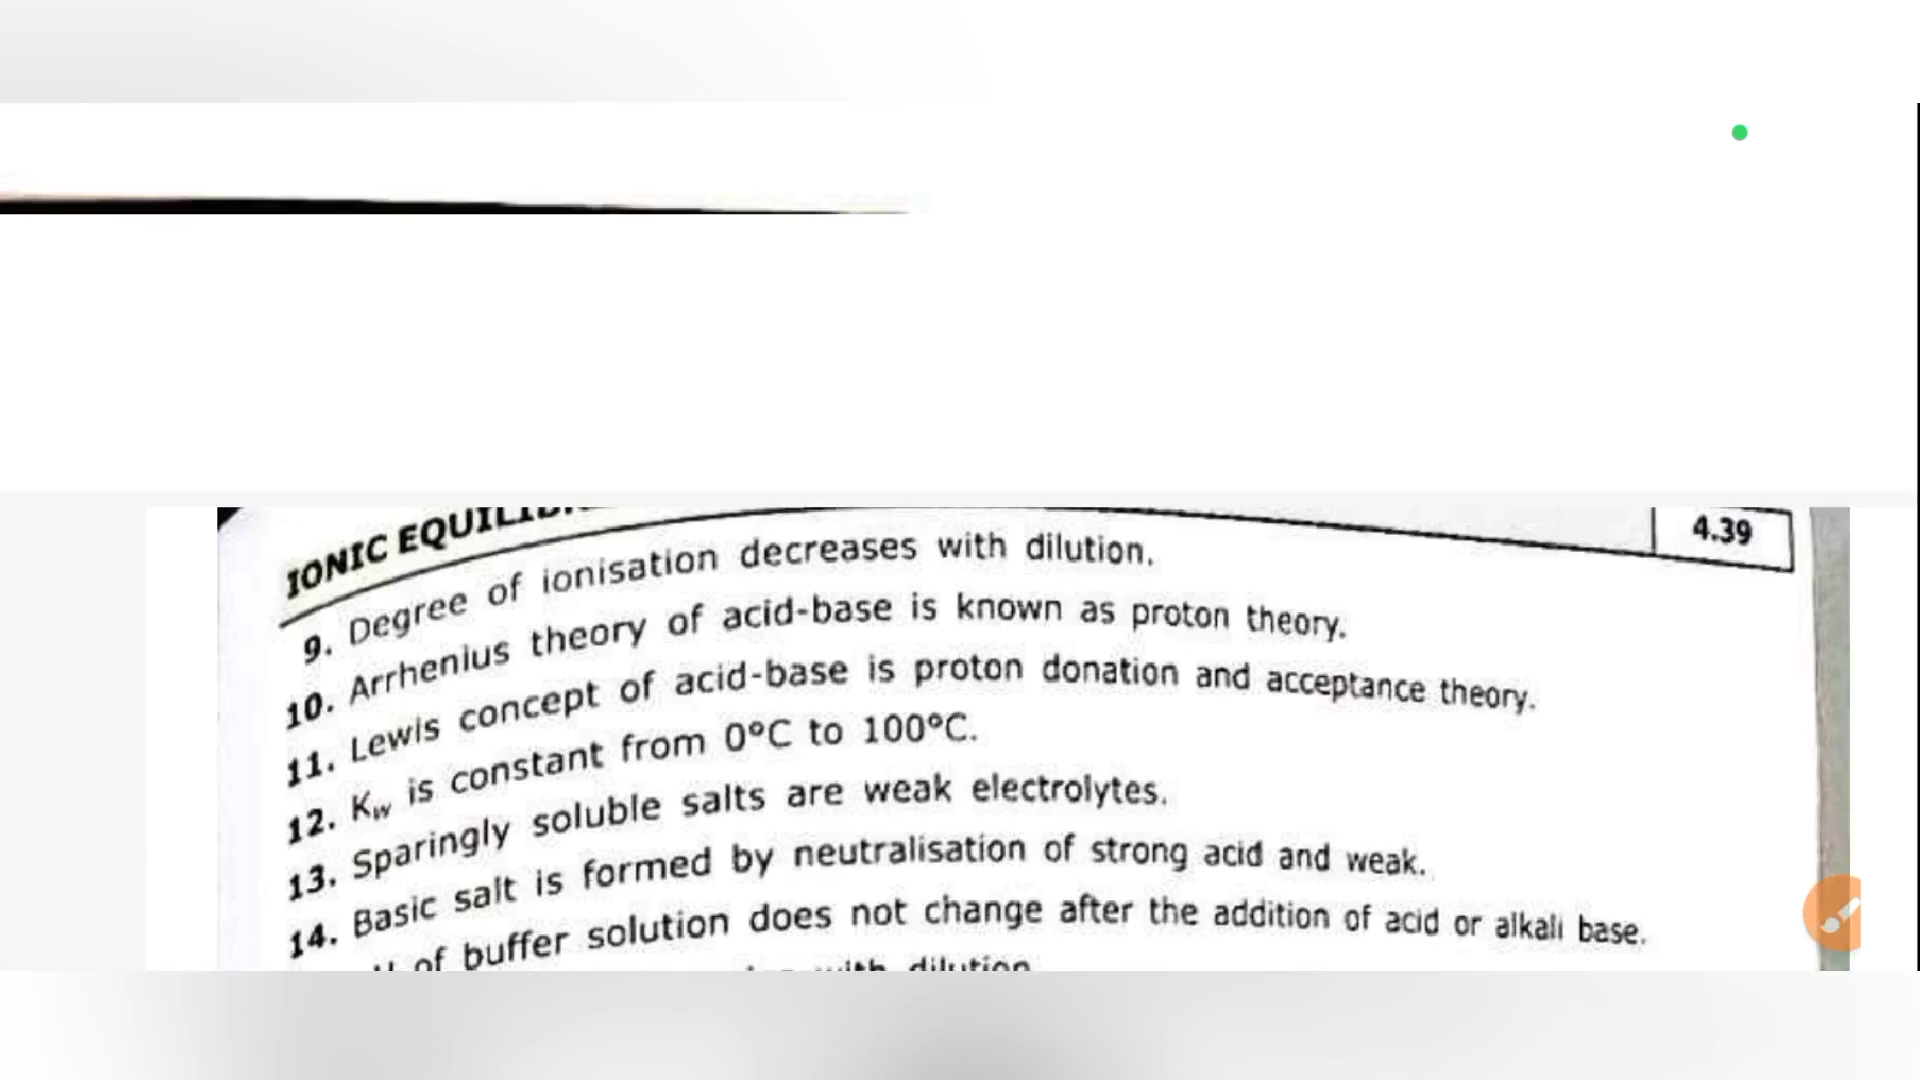 IONIC
4.39
9. Degree of ionisation decreases with dilution.
10. Arrhenius theory of acid-base is known as proton theory.
11. Lewis concept of acid-base is proton donation and acceptance theory.
12. Kw is constant from 0°C to 100°C.
13. Sparingly soluble salts are weak electrolytes.
14. Basic salt is formed by neutralisation of strong acid and weak.
of buffer solution does not change after the addition of acid or alkali base.
with dilution